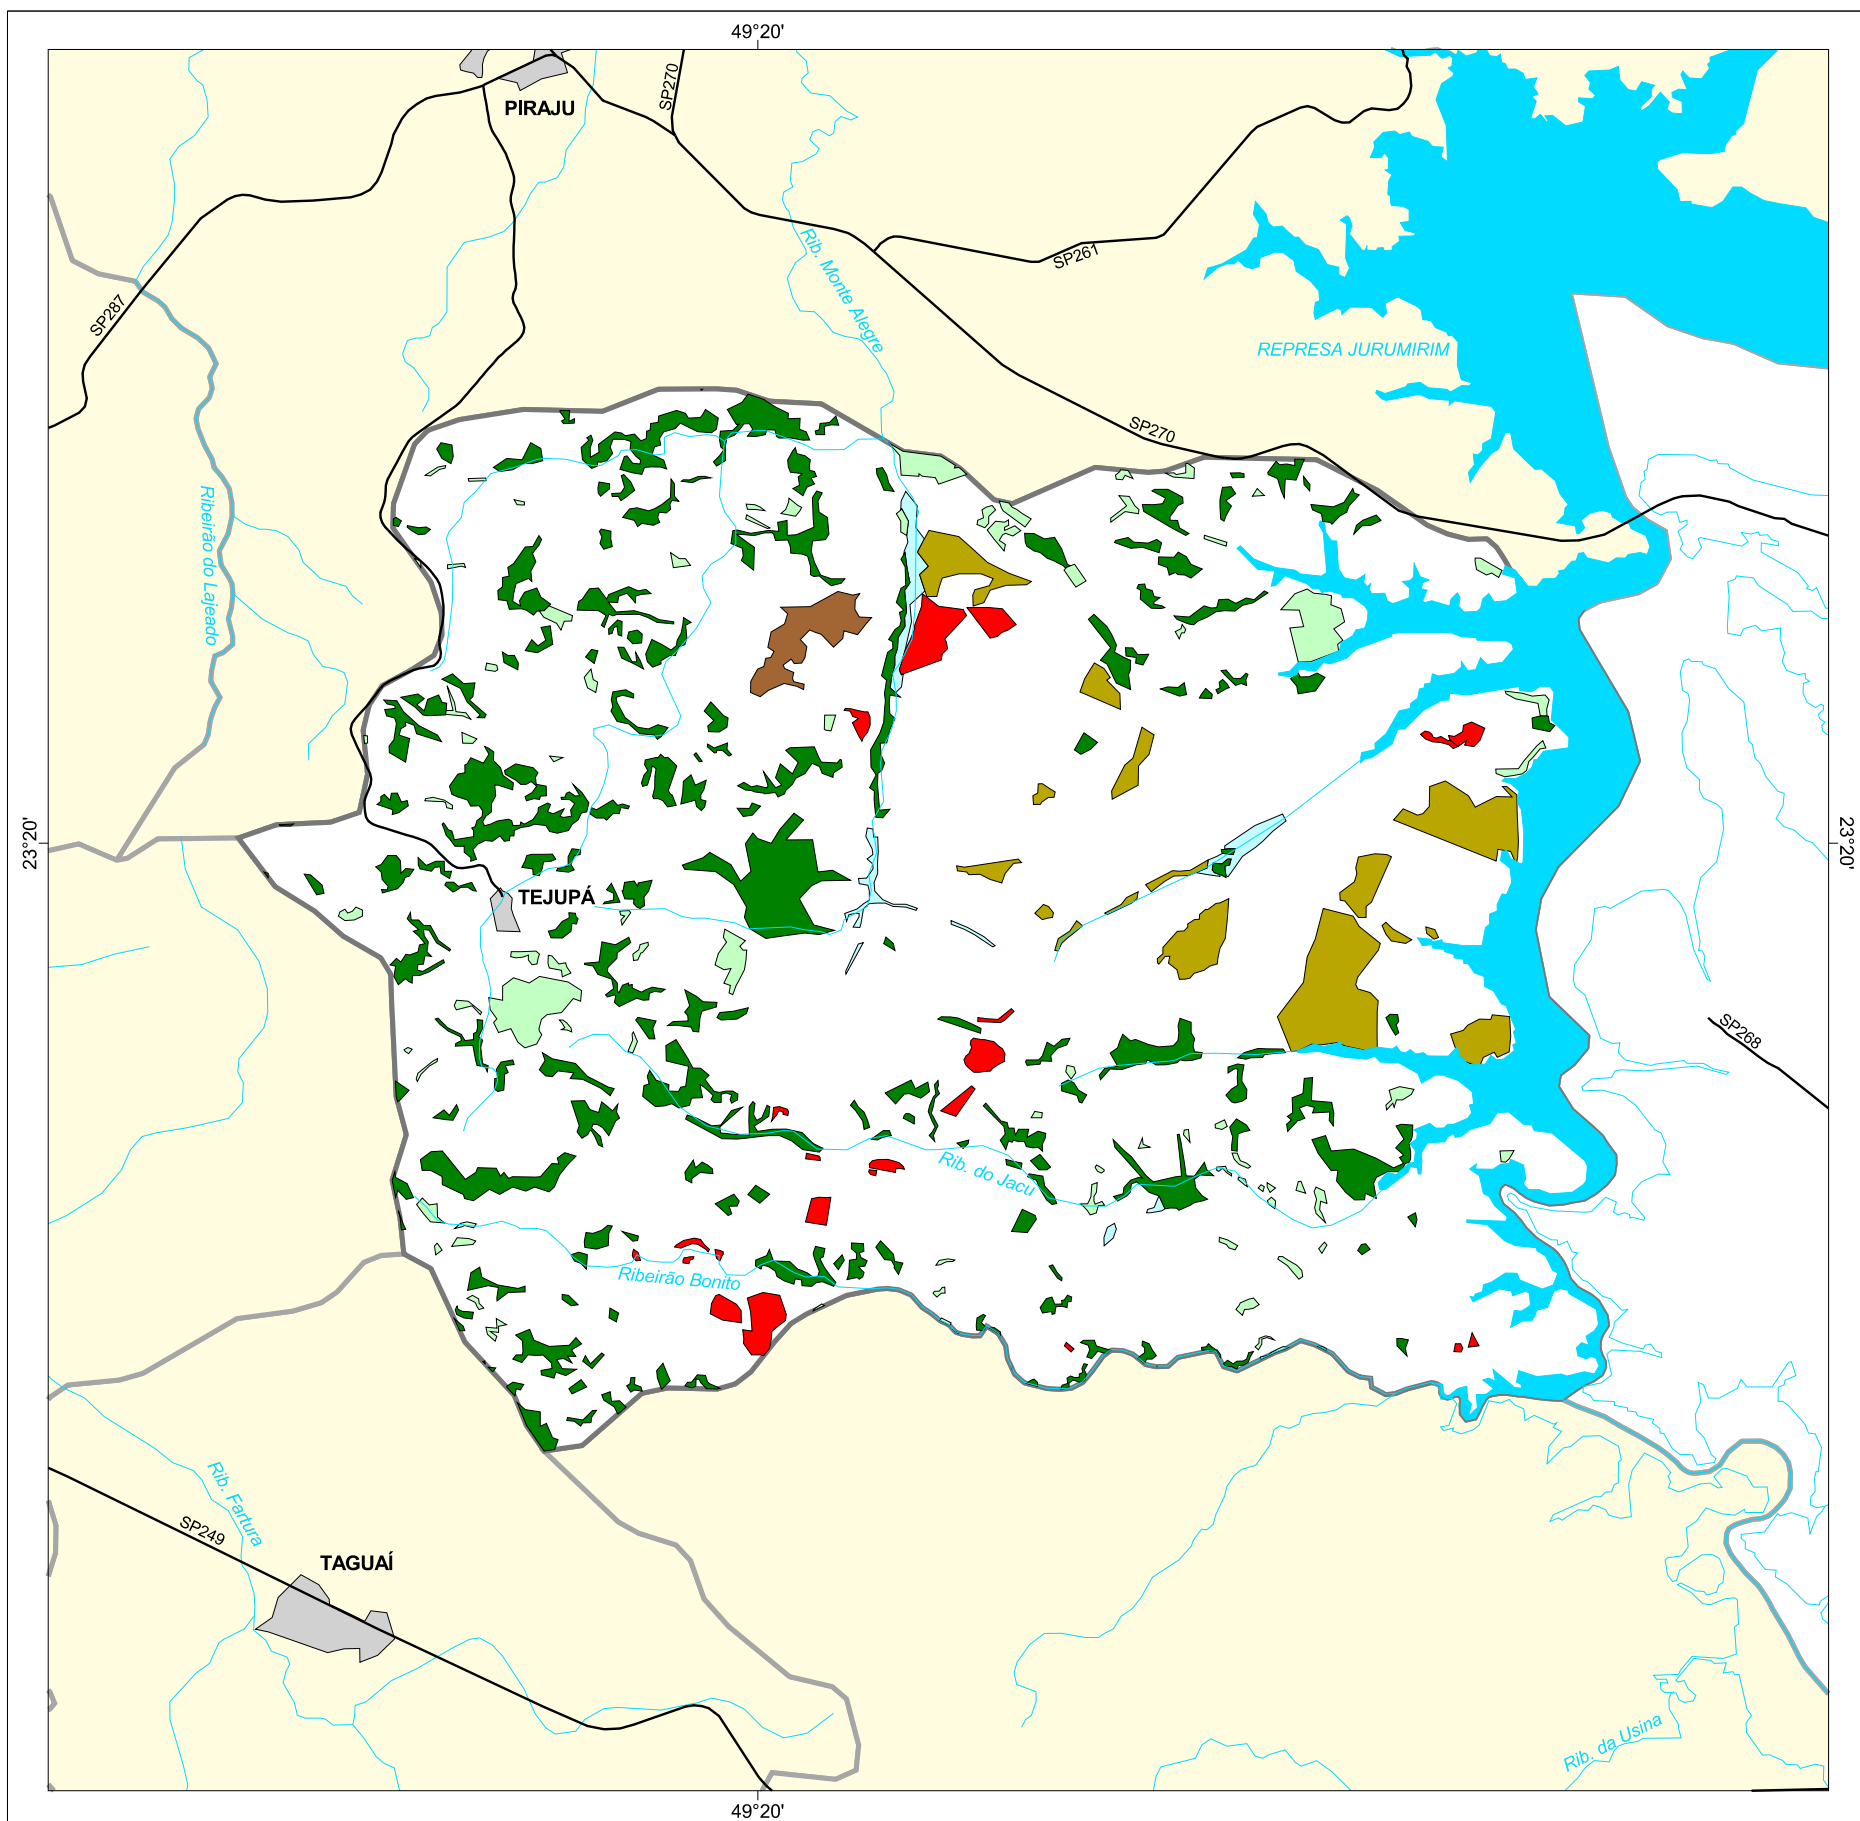 49°20'
PIRAJU
SP270
Rib. Monte Alegre
SP261
SP287
REPRESA JURUMIRIM
SP270
Ribeirão do Lajeado
23°20'
23°20'
TEJUPÁ
SP268
Rib. do Jacu
Ribeirão Bonito
Rib. Fartura
SP249
TAGUAÍ
Rib. da Usina
49°20'